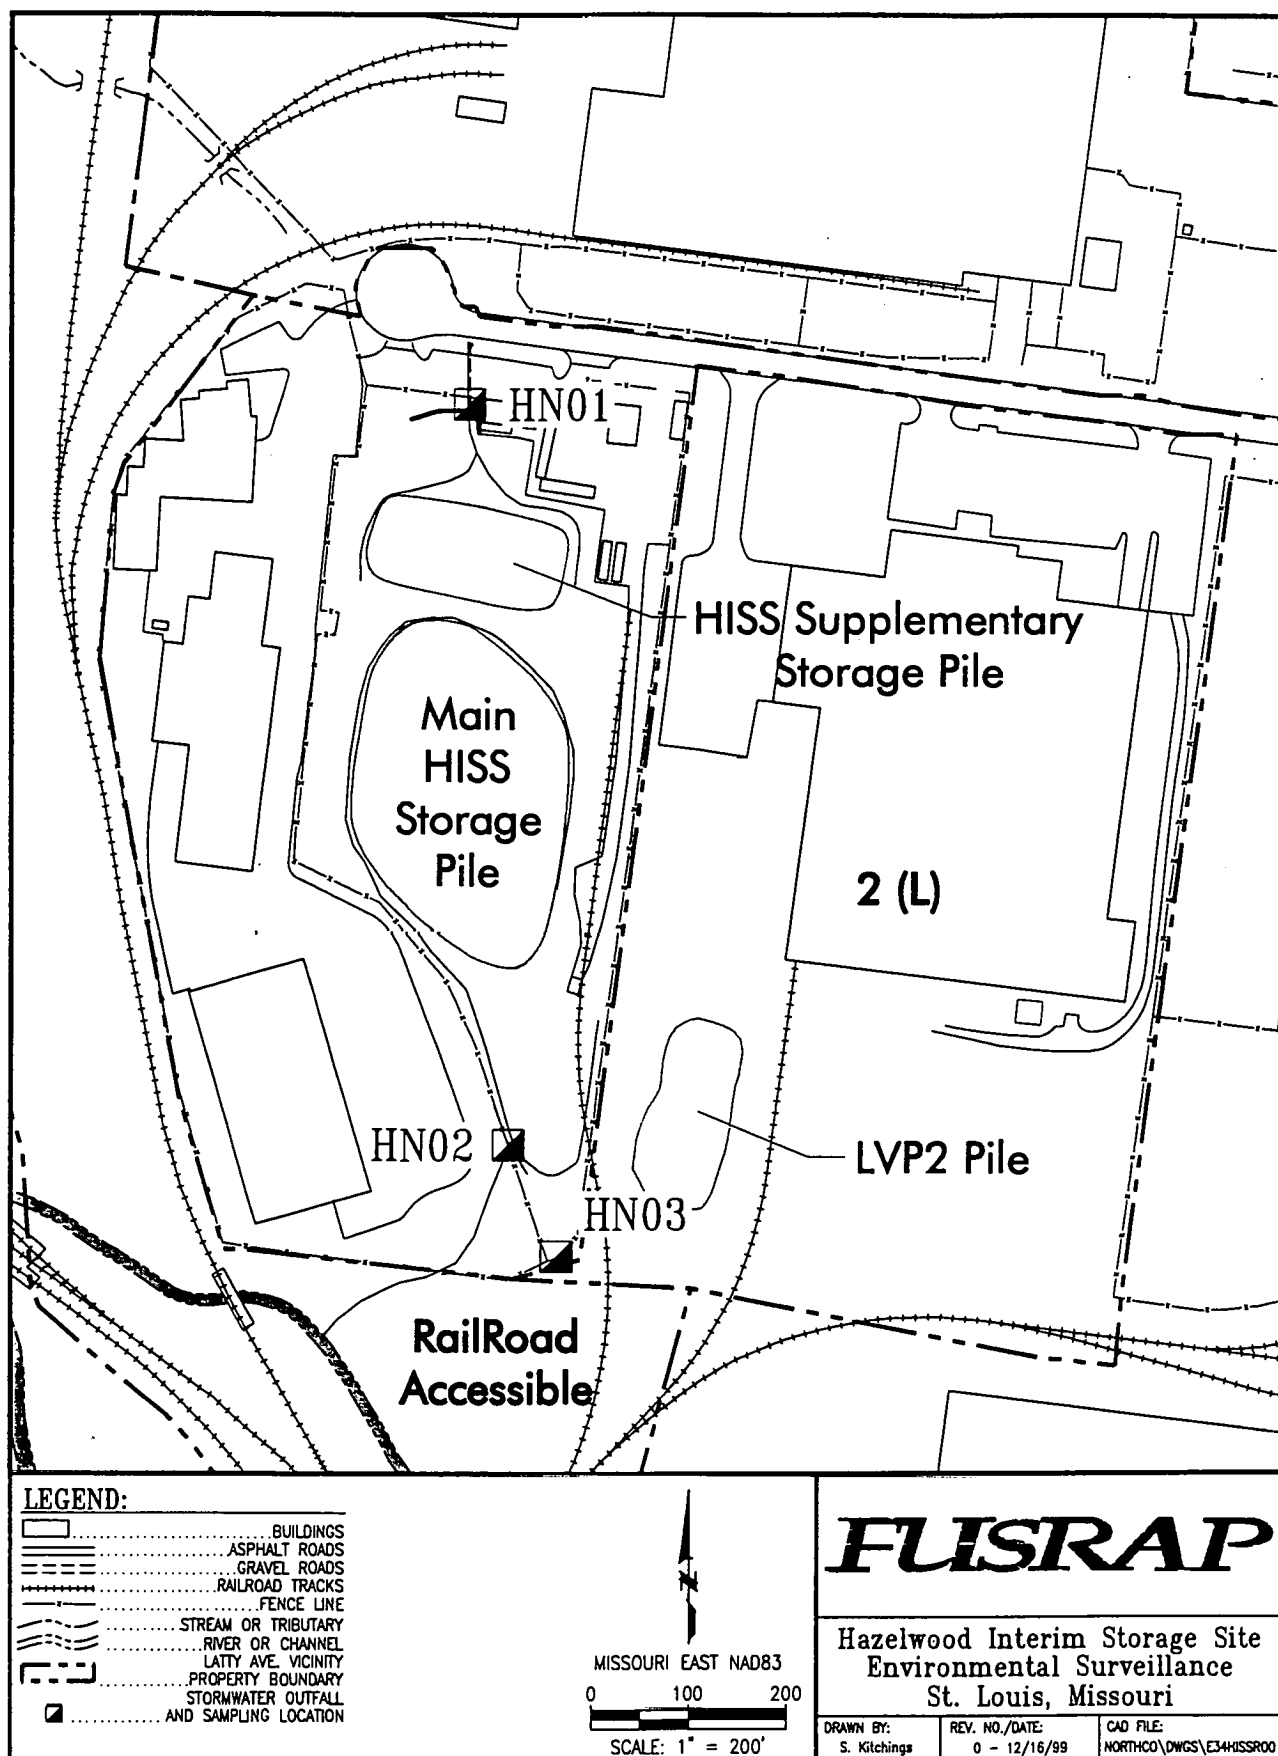 HN01
HISS Supplementary
Storage Pile
Main
HISS
Storage
Pile
2 (L)
HN02
LVP2 Pile
HN03
RailRoad
Accessible
LEGEND:
BUILDINGS
ASPHALT ROADS
GRAVEL ROADS
RAILROAD TRACKS
FENCE LINE
STREAM OR TRIBUTARY
RIVER OR CHANNEL
LATTY AVE. VICINITY
PROPERTY BOUNDARY
STORMWATER OUTFALL
AND SAMPLING LOCATION
N
MISSOURI EAST NAD83
0 100 200
SCALE: 1" = 200'
FUSRAP
Hazelwood Interim Storage Site
Environmental Surveillance
St. Louis, Missouri
DRAWN BY:
S. Kitchings
REV. NO./DATE:
0 - 12/16/99
CAD FILE:
NORTHCO\DWGS\E34HISSR00